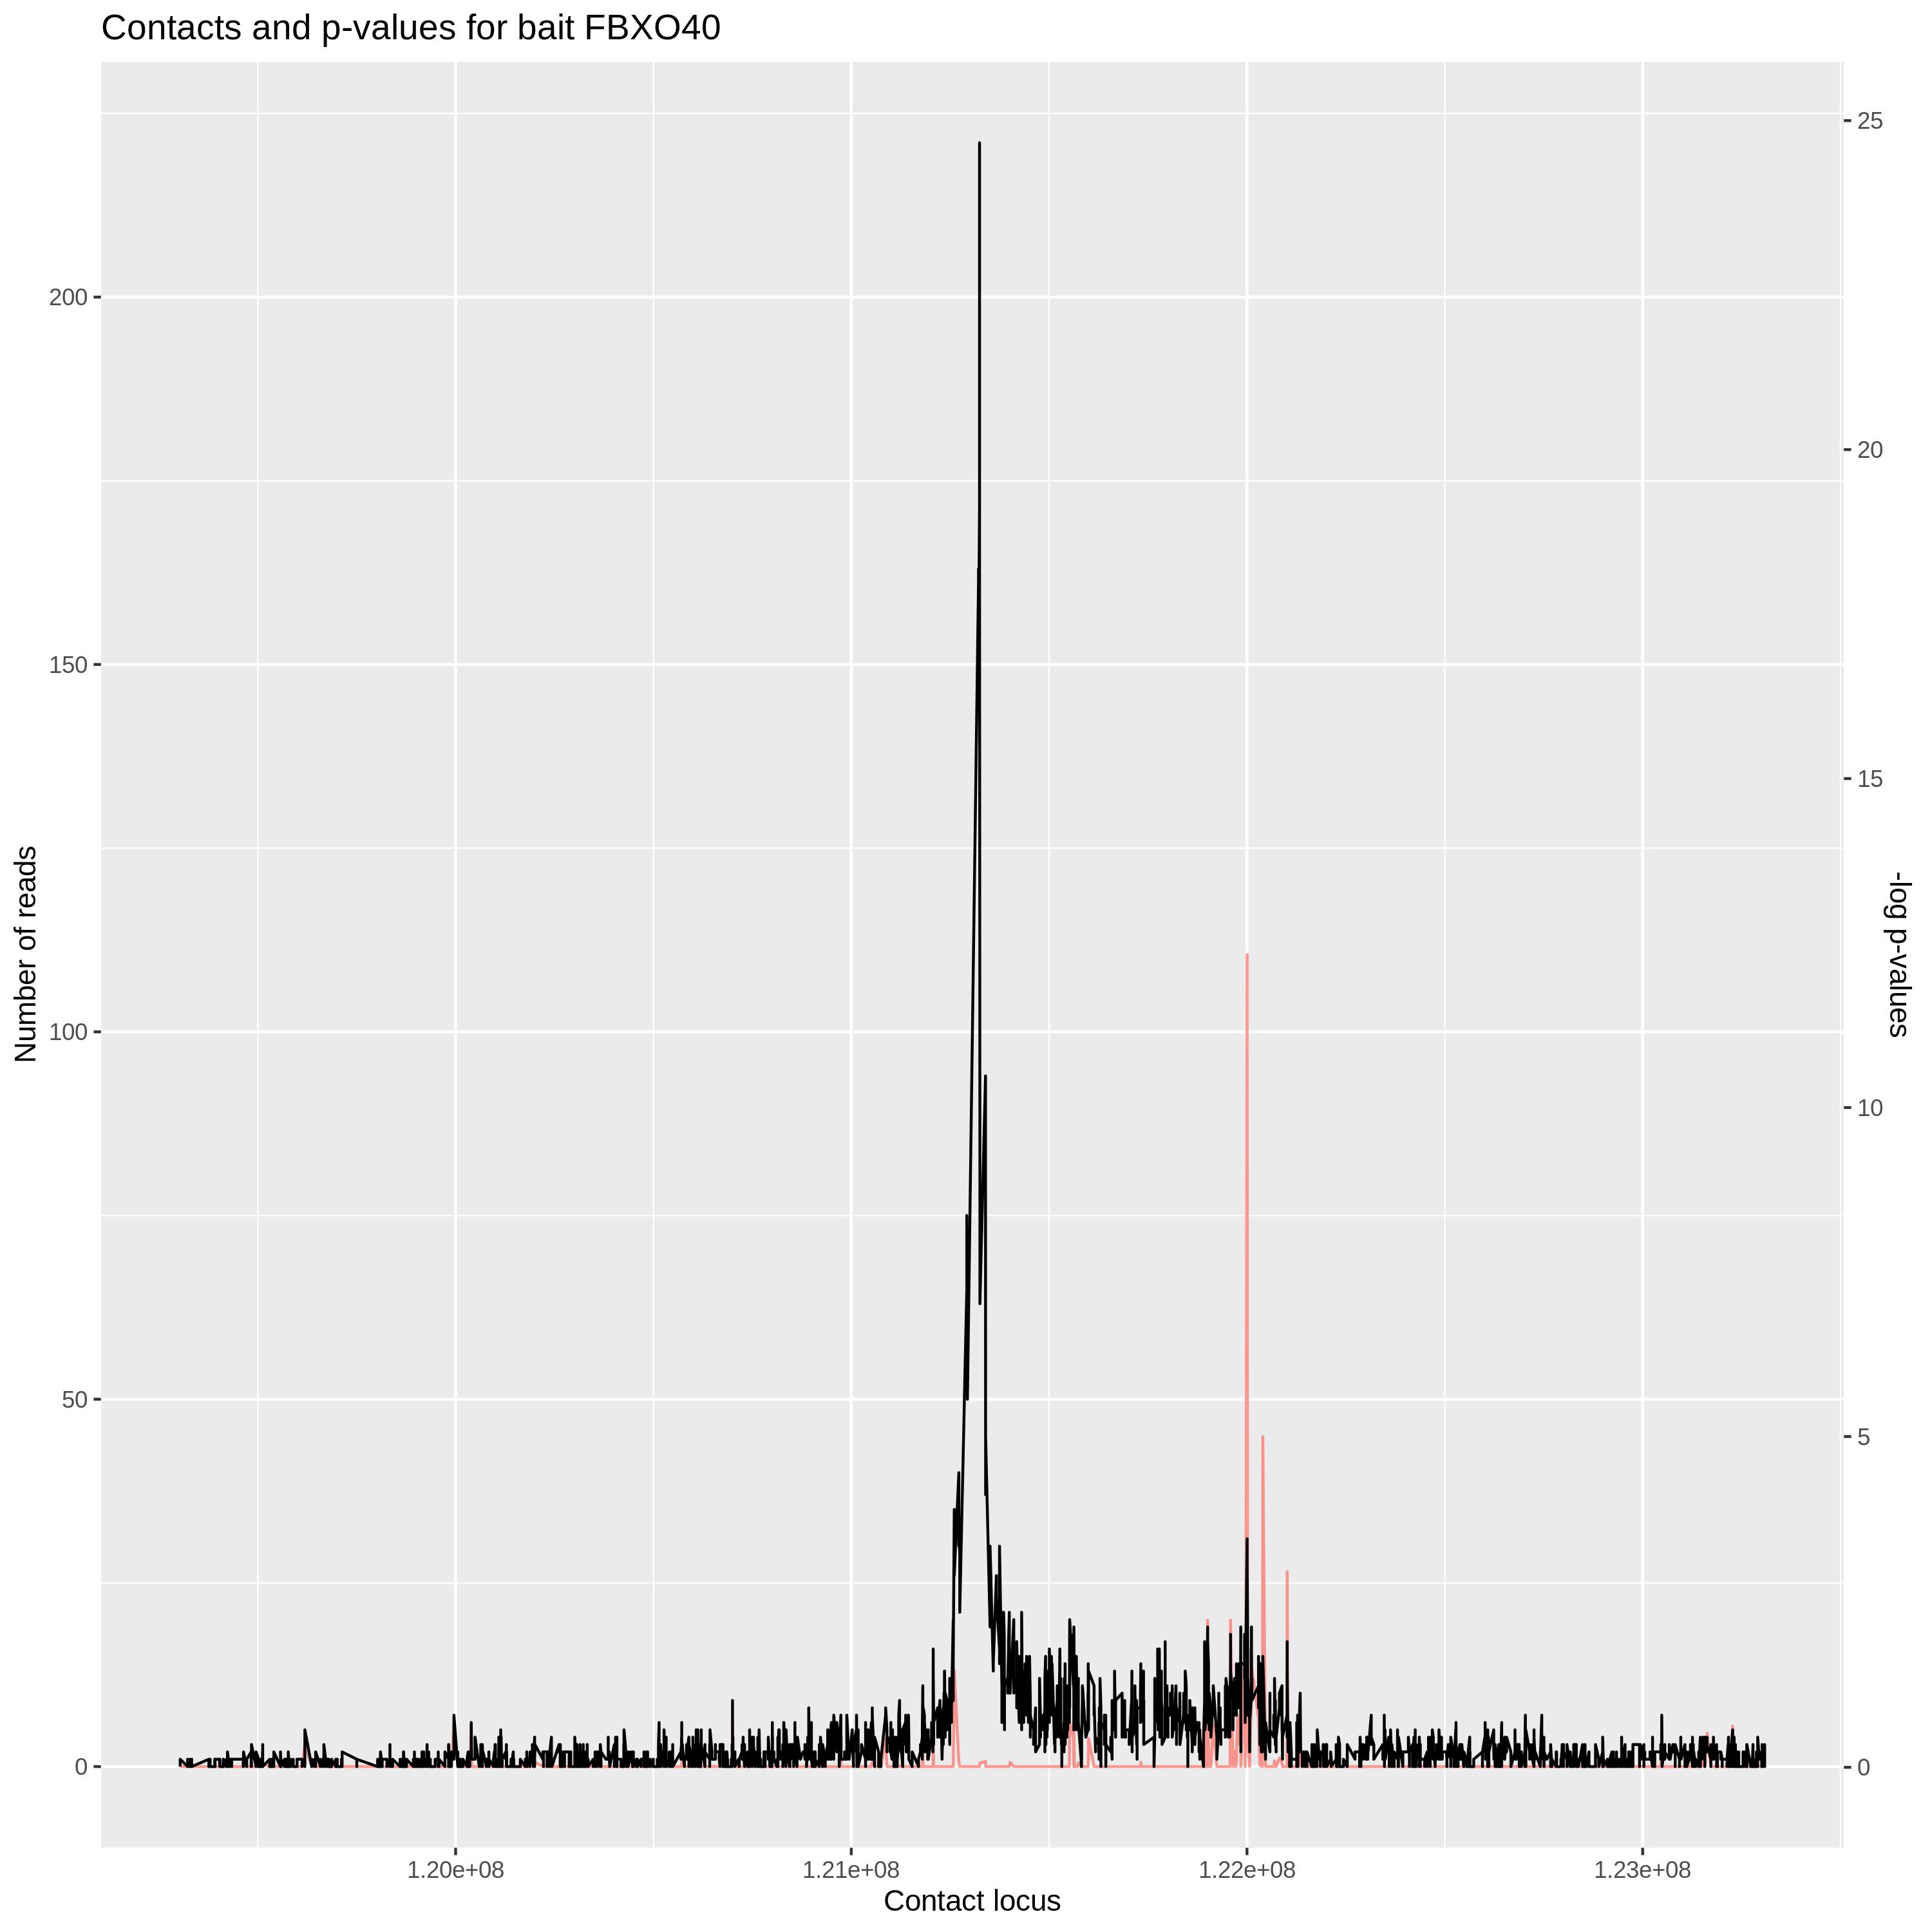 Contacts and p-values for bait FBXO40
Number of reads
200
150
100
50
0
25
20
15
10
5
0
-log p-values
1.20e+08
1.21e+08
1.22e+08
1.23e+08
Contact locus